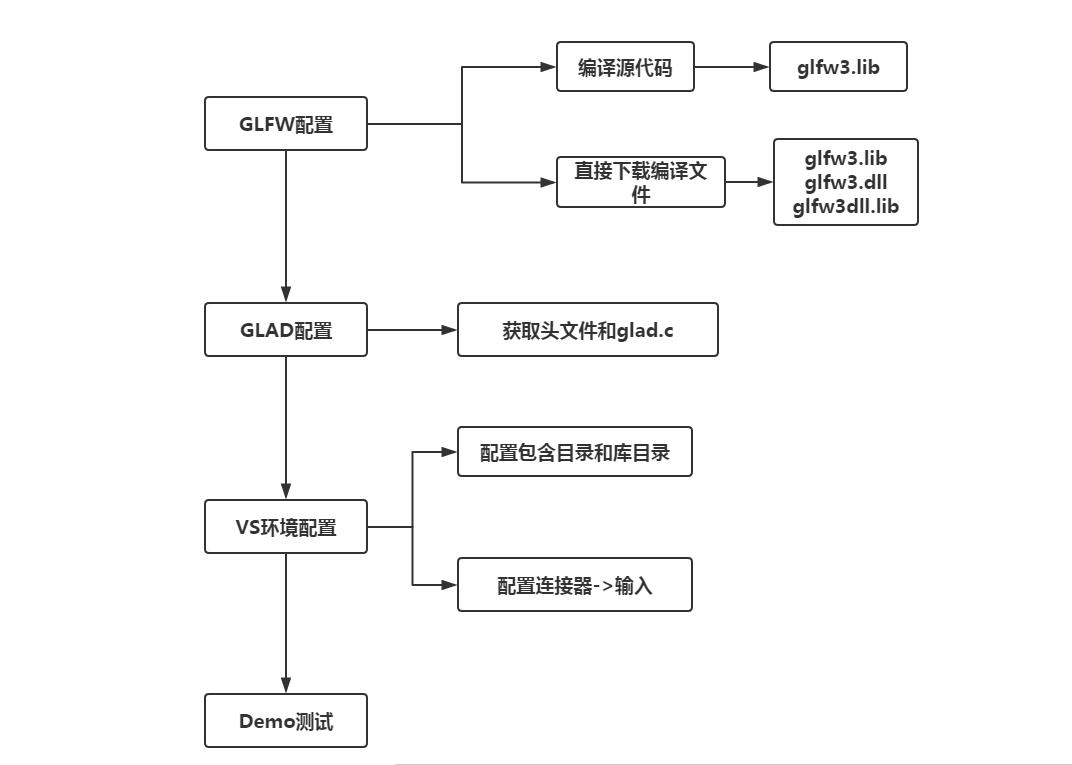 编译源代码
glfw3.lib
GLFW配置
直接下载编译文
件
glfw3.lib
glfw3.dll
glfw3dll.lib
GLAD配置
获取头文件和glad.c
配置包含目录和库目录
VS环境配置
配置连接器->输入
Demo测试